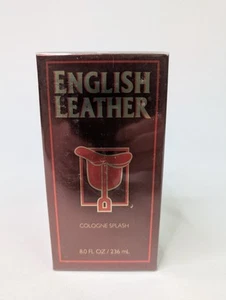 ENGLISH
LEATHER
COLOGNE SPLASH
8.0 FL OZ / 236 mL